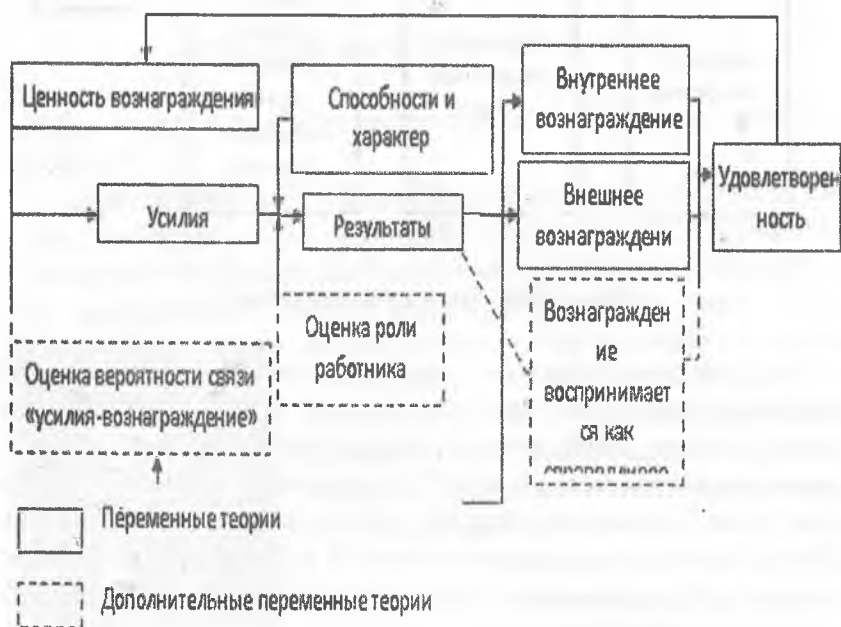 Ценность вознаграждения
Способности и
характер
Внутреннее
вознаграждение
Усилия
Результаты
Внешнее
вознаграждени
Удовлетворен
ность
Оценка вероятности связи
«усилия-вознаграждение»
Оценка роли
работника
Вознагражден
ие
воспринимает
ся как
Переменные теории
Дополнительные переменные теории